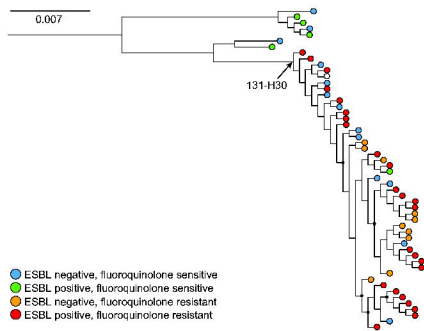 0.007
131-H30
ESBL negative, fluoroquinolone sensitive
ESBL positive, fluoroquinolone sensitive
ESBL negative, fluoroquinolone resistant
ESBL positive, fluoroquinolone resistant